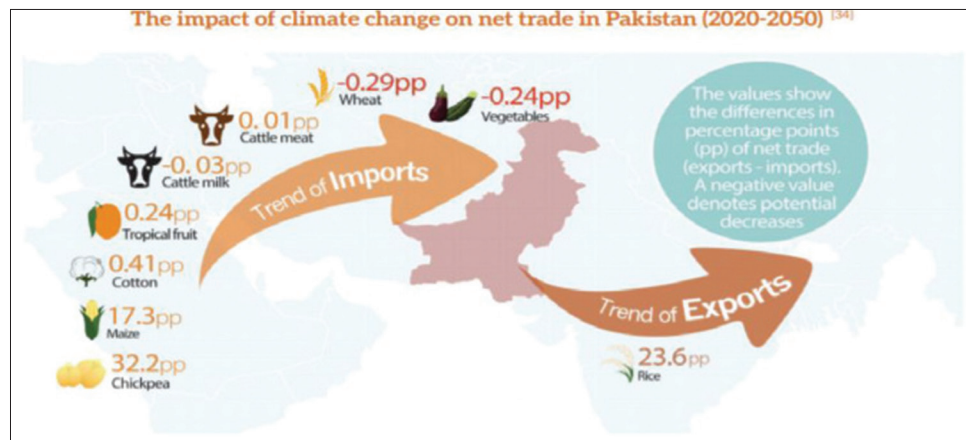 The impact of climate change on net trade in Pakistan (2020-2050) [34]
-0.29pp
Wheat
-0.24pp
Vegetables
0. 01pp
Cattle meat
-0. 03pp
Cattle milk
0.24pp
Tropical fruit
0.41pp
Cotton
17.3pp
Maize
32.2pp
Chickpea
Trend of Imports
The values show
the differences in
percentage points
(pp) of net trade
(exports - imports).
A negative value
denotes potential
decreases
Trend of Exports
23.6pp
Rice